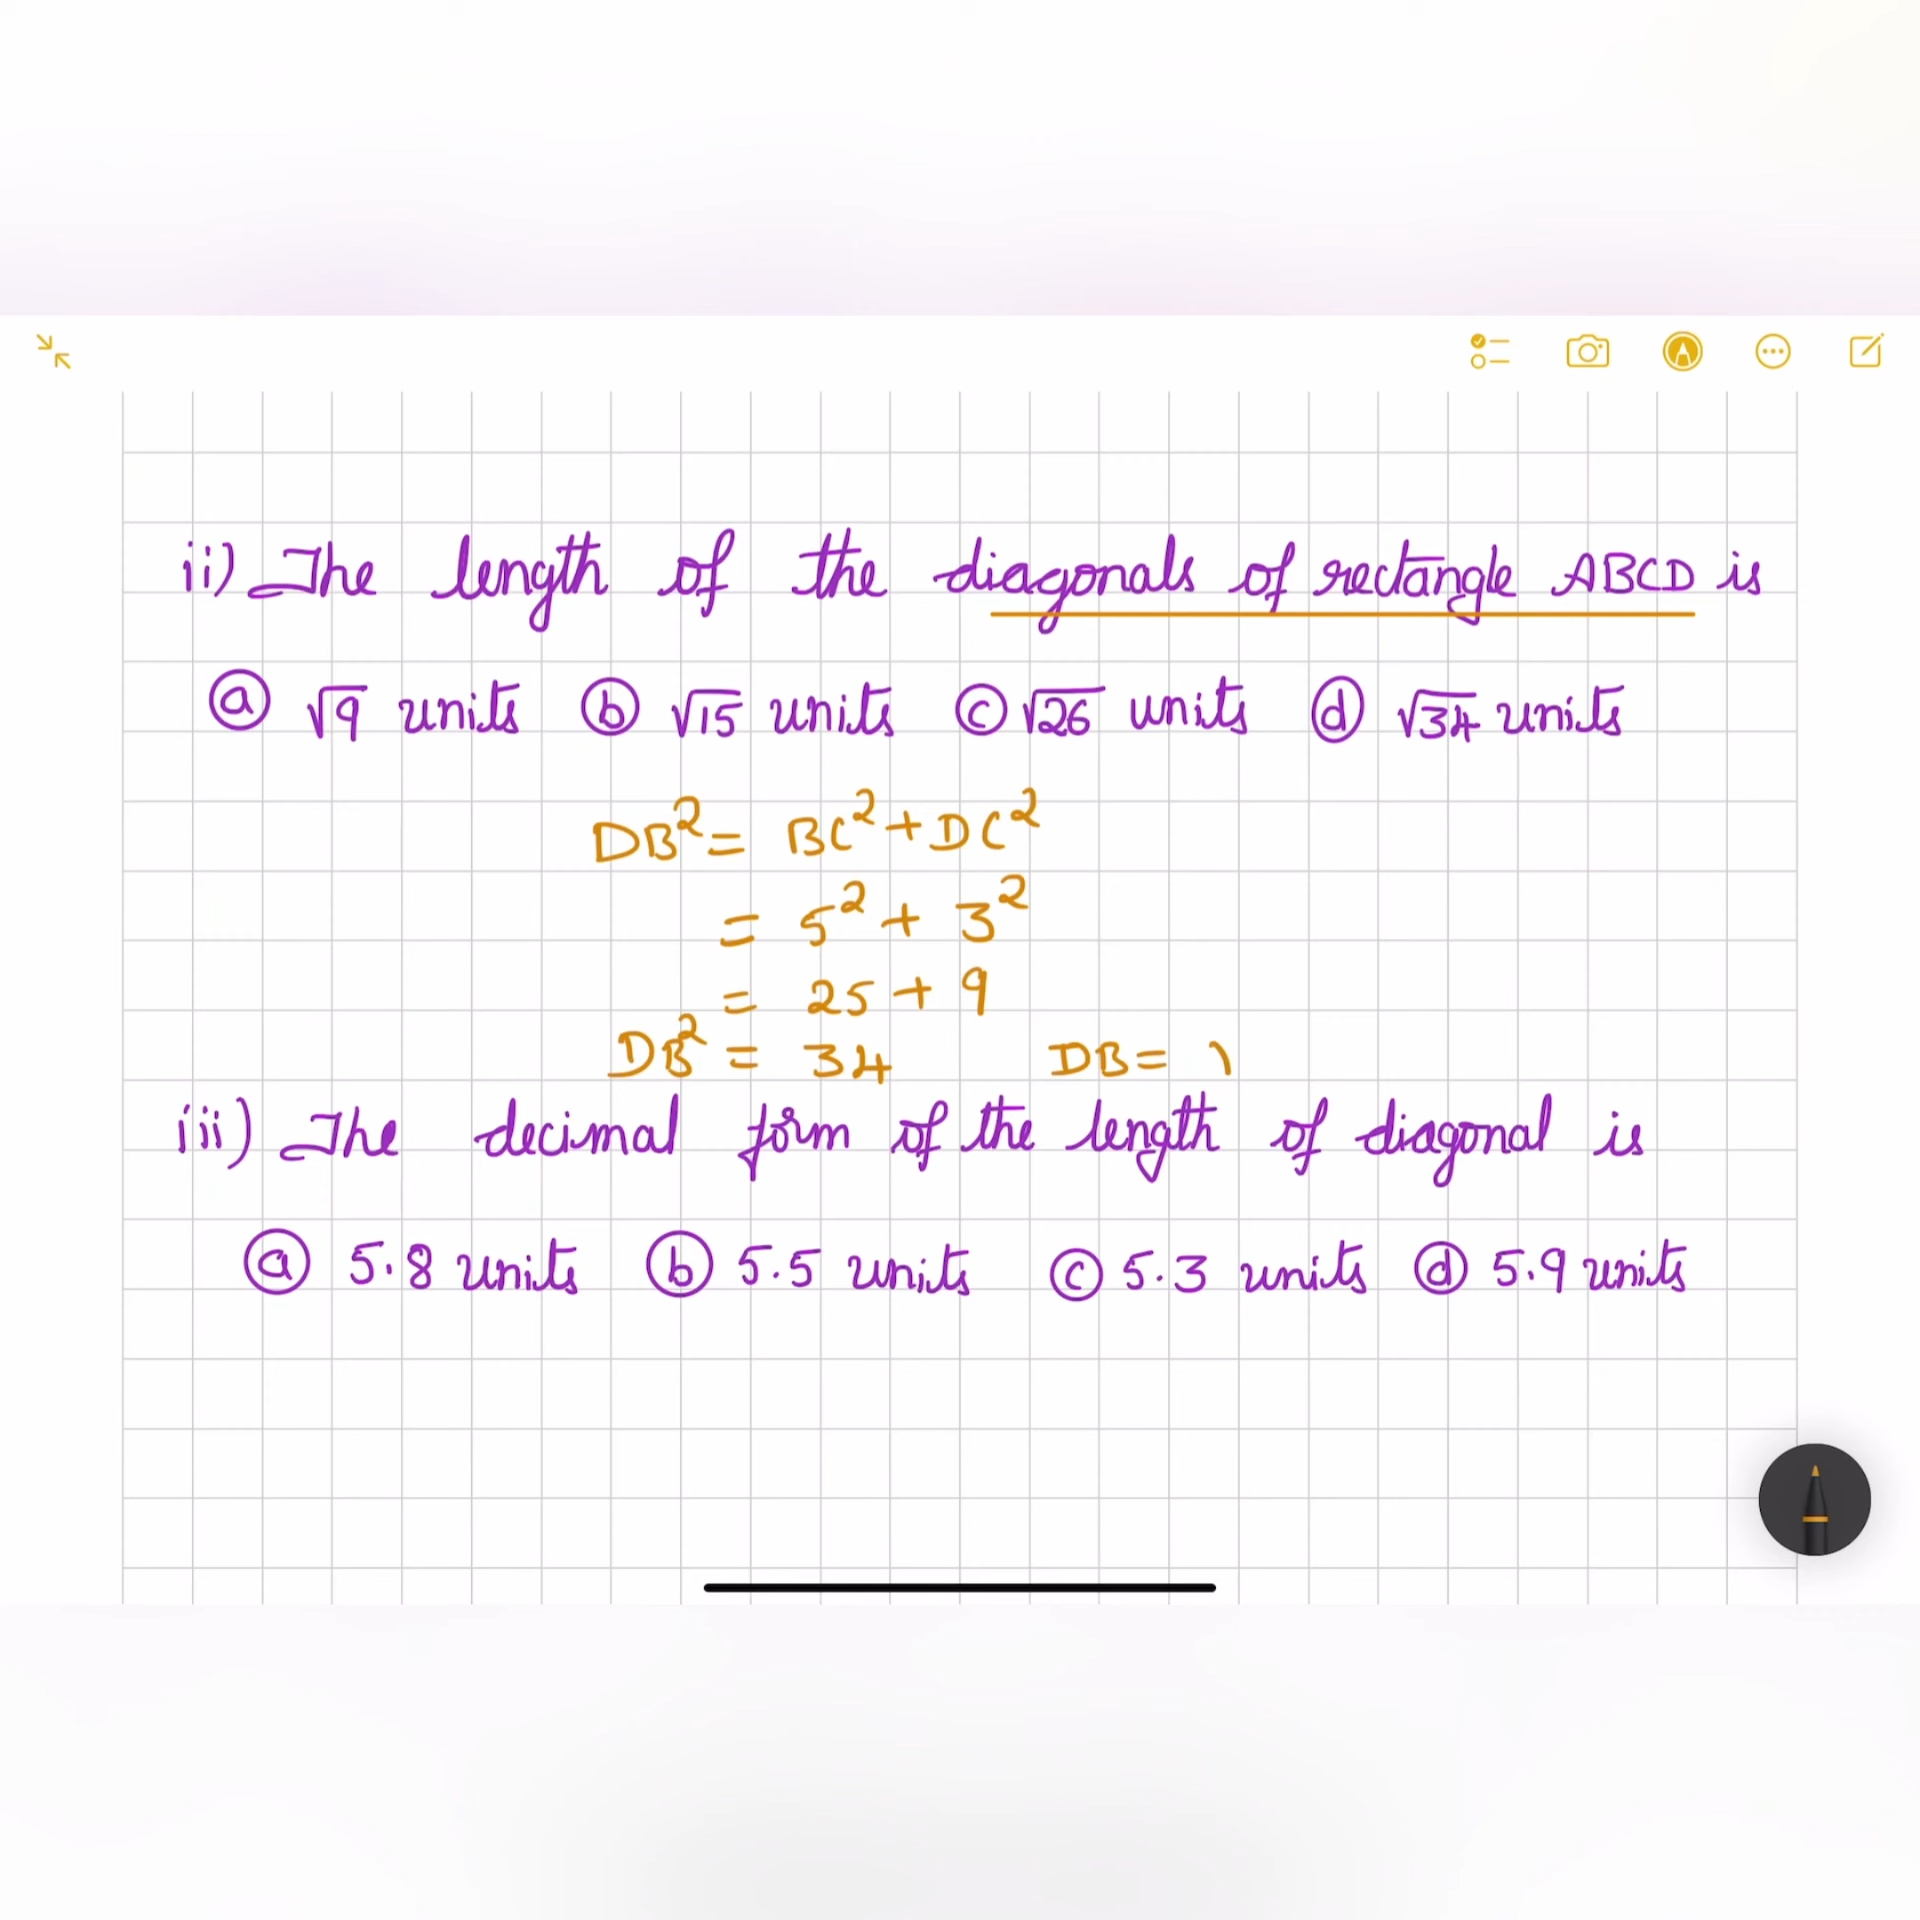 ii) The length of the diagonals of rectangle ABCD is
ⓐ √9 units ⓑ √15 units ⓒ √26 units ⓓ √34 units
DB² = BC² + DC²
= 5² + 3²
= 25 + 9
DB² = 34 DB =
iii) The decimal form of the length of diagonal is
ⓐ 5.8 units ⓑ 5.5 units ⓒ 5.3 units ⓓ 5.9 units